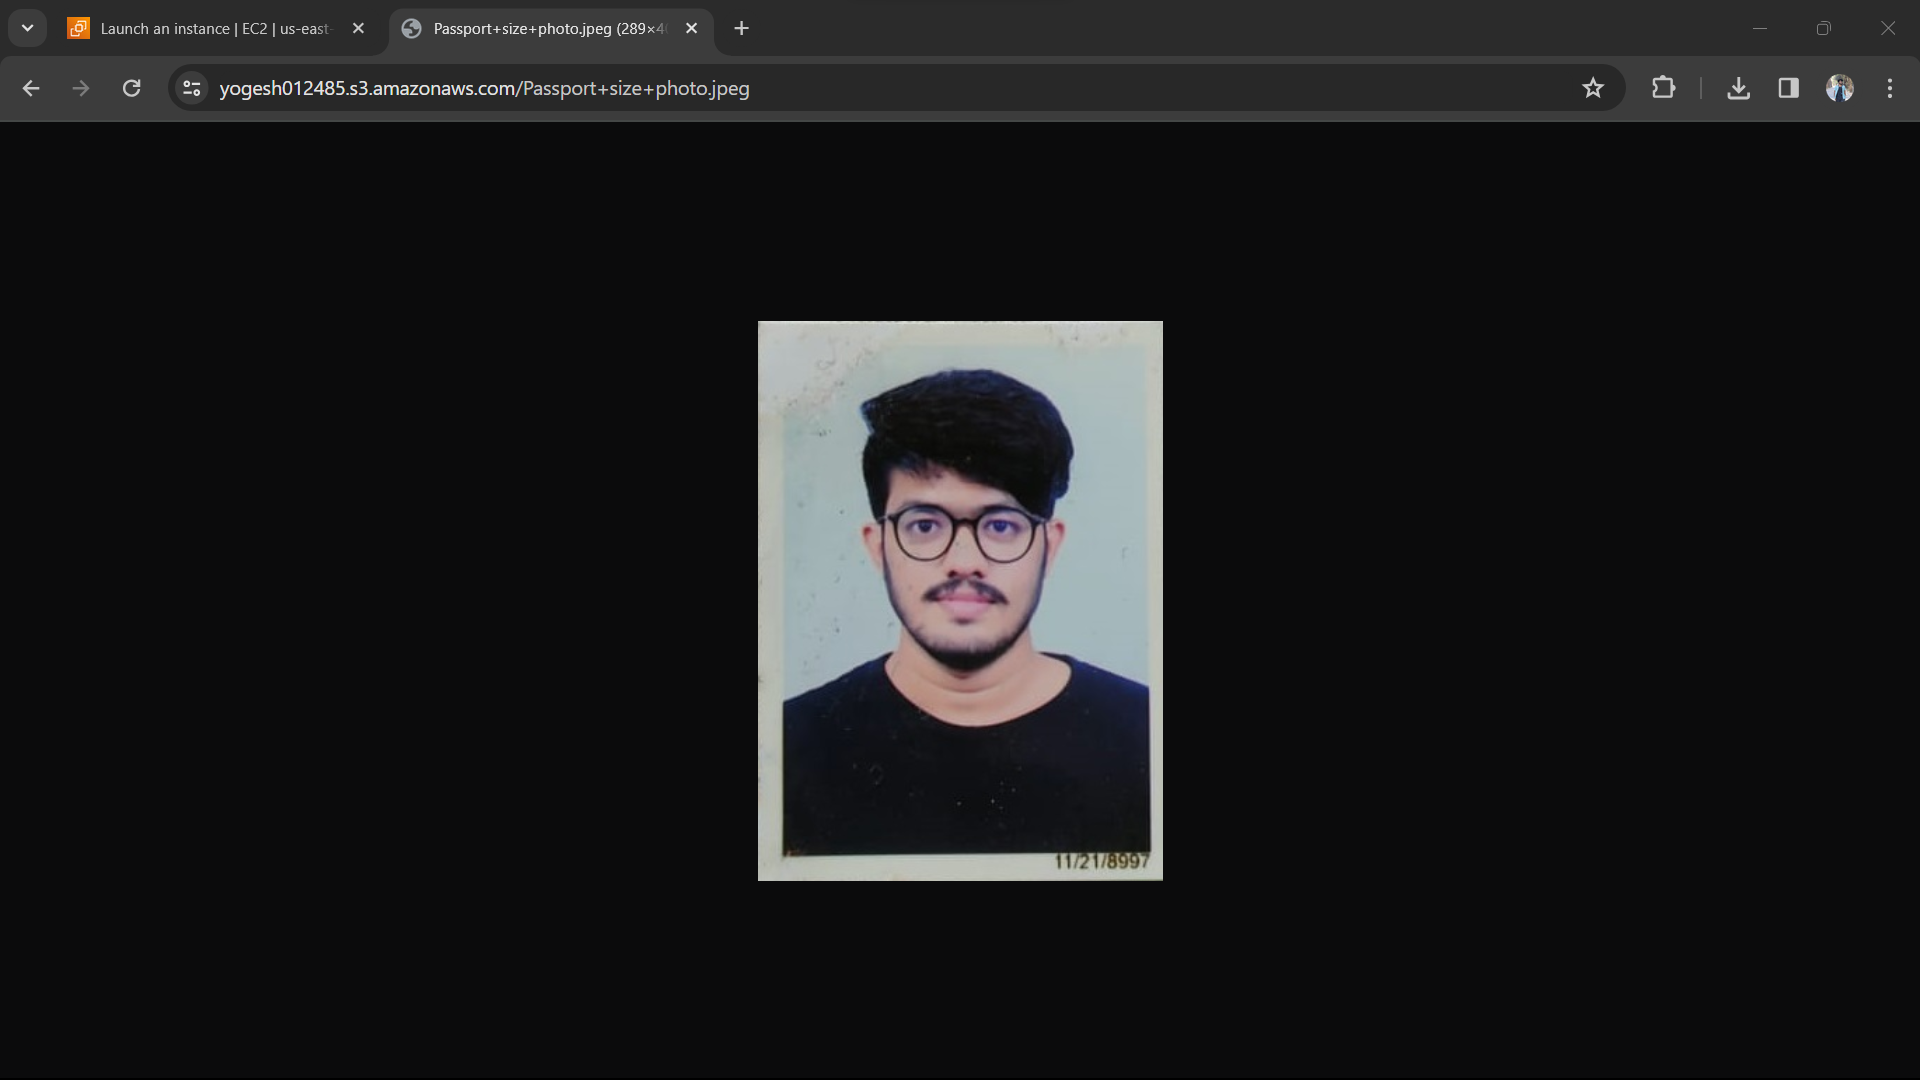 Launch an instance | EC2 | us-east-
Passport+size+photo.jpeg (289×4
yogesh012485.s3.amazonaws.com/Passport+size+photo.jpeg
11/21/8997